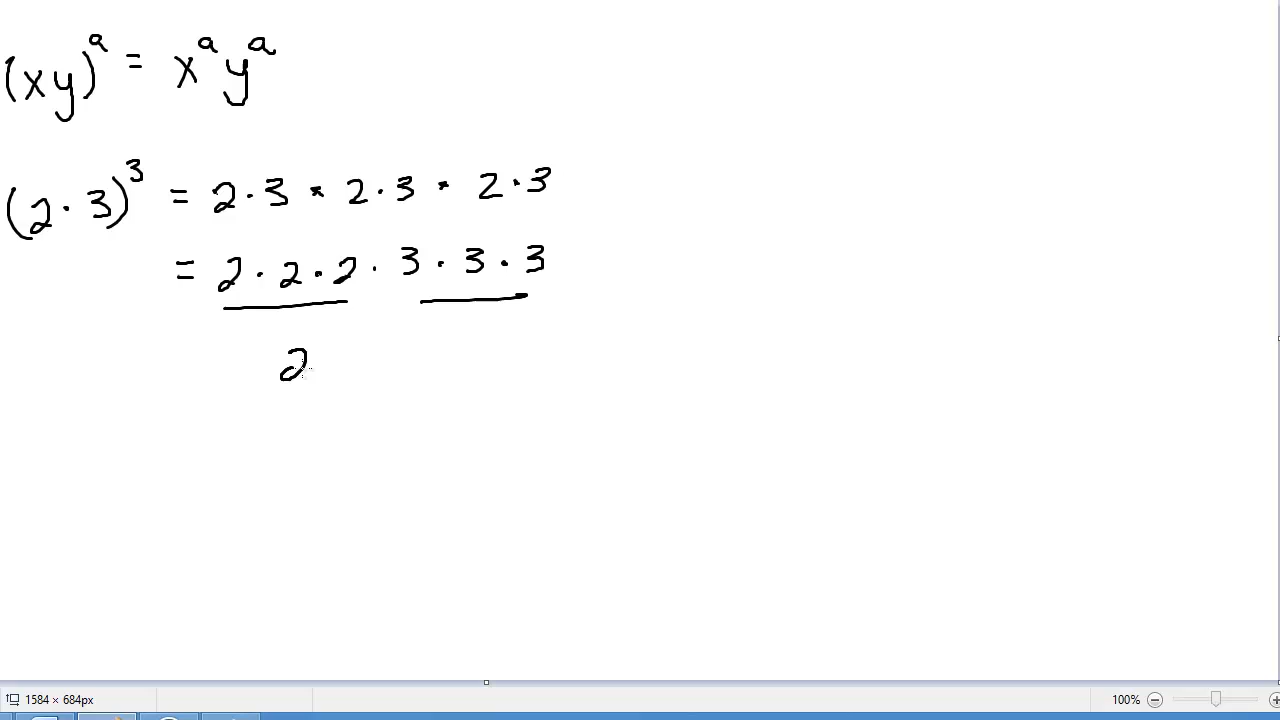 (xy)^a = x^a y^a
(2 · 3)^3 = 2 · 3 * 2 · 3 · 2 · 3
= 2 · 2 · 2 · 3 · 3 · 3
2
1584 × 684px 100%